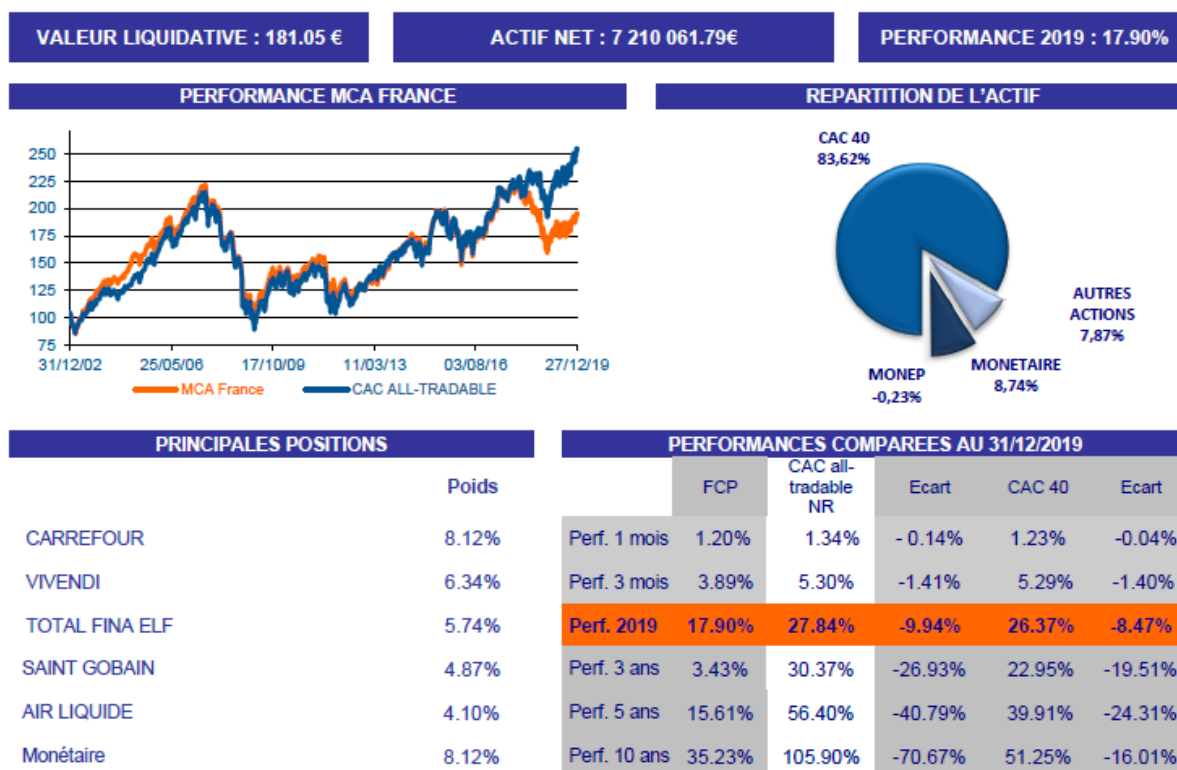 VALEUR LIQUIDATIVE : 181.05 €
ACTIF NET : 7 210 061.79€
PERFORMANCE 2019 : 17.90%
PERFORMANCE MCA FRANCE
250
225
200
175
150
125
100
75
31/12/02 25/05/06 17/10/09 11/03/13 03/08/16 27/12/19
MCA France CAC ALL-TRADABLE
REPARTITION DE L'ACTIF
CAC 40
83,62%
AUTRES
ACTIONS
7,87%
MONETAIRE
8,74%
MONEP
-0,23%
PRINCIPALES POSITIONS
Poids
CARREFOUR 8.12%
VIVENDI 6.34%
TOTAL FINA ELF 5.74%
SAINT GOBAIN 4.87%
AIR LIQUIDE 4.10%
Monétaire 8.12%
PERFORMANCES COMPAREES AU 31/12/2019
FCP
CAC all-
tradable
NR
Ecart
CAC 40
Ecart
Perf. 1 mois 1.20% 1.34% - 0.14% 1.23% -0.04%
Perf. 3 mois 3.89% 5.30% -1.41% 5.29% -1.40%
Perf. 2019 17.90% 27.84% -9.94% 26.37% -8.47%
Perf. 3 ans 3.43% 30.37% -26.93% 22.95% -19.51%
Perf. 5 ans 15.61% 56.40% -40.79% 39.91% -24.31%
Perf. 10 ans 35.23% 105.90% -70.67% 51.25% -16.01%